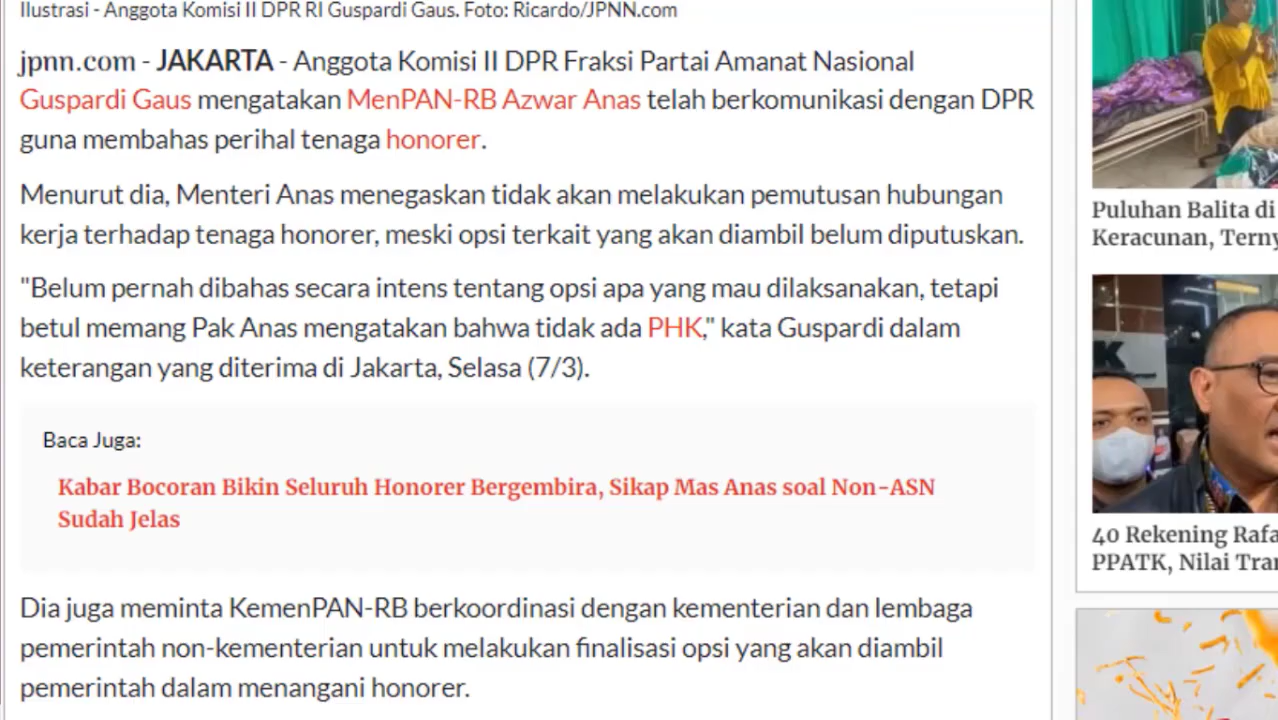 Ilustrasi - Anggota Komisi II DPR RI Guspardi Gaus. Foto: Ricardo/JPNN.com
jpnn.com - JAKARTA - Anggota Komisi II DPR Fraksi Partai Amanat Nasional
Guspardi Gaus mengatakan MenPAN-RB Azwar Anas telah berkomunikasi dengan DPR
guna membahas perihal tenaga honorer.
Menurut dia, Menteri Anas menegaskan tidak akan melakukan pemutusan hubungan
kerja terhadap tenaga honorer, meski opsi terkait yang akan diambil belum diputuskan.
"Belum pernah dibahas secara intens tentang opsi apa yang mau dilaksanakan, tetapi
betul memang Pak Anas mengatakan bahwa tidak ada PHK," kata Guspardi dalam
keterangan yang diterima di Jakarta, Selasa (7/3).
Baca Juga:
Kabar Bocoran Bikin Seluruh Honorer Bergembira, Sikap Mas Anas soal Non-ASN
Sudah Jelas
Dia juga meminta KemenPAN-RB berkoordinasi dengan kementerian dan lembaga
pemerintah non-kementerian untuk melakukan finalisasi opsi yang akan diambil
pemerintah dalam menangani honorer.
Puluhan Balita di
Keracunan,
40 Rekening
PPATK, Nilai